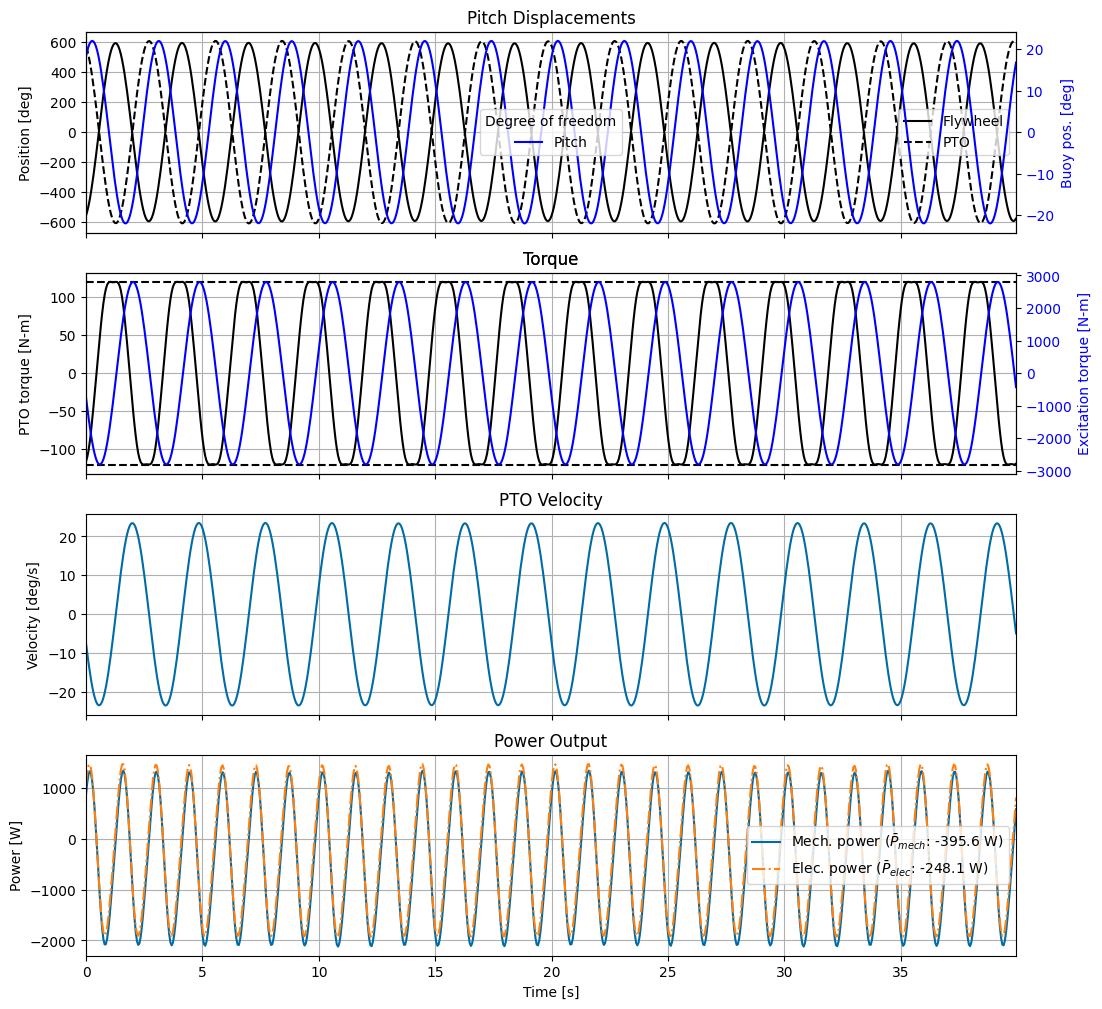 Pitch Displacements
Position [deg]
600
400
200
0
−200
−400
−600
20
10
0
−10
−20
Buoy pos. [deg]
Degree of freedom
Pitch
Flywheel
PTO
Torque
PTO torque [N-m]
100
50
0
−50
−100
3000
2000
1000
0
−1000
−2000
−3000
Excitation torque [N-m]
PTO Velocity
Velocity [deg/s]
20
10
0
−10
−20
Power Output
Power [W]
1000
0
−1000
−2000
Mech. power (P̄mech: -395.6 W)
Elec. power (P̄elec: -248.1 W)
0 5 10 15 20 25 30 35
Time [s]